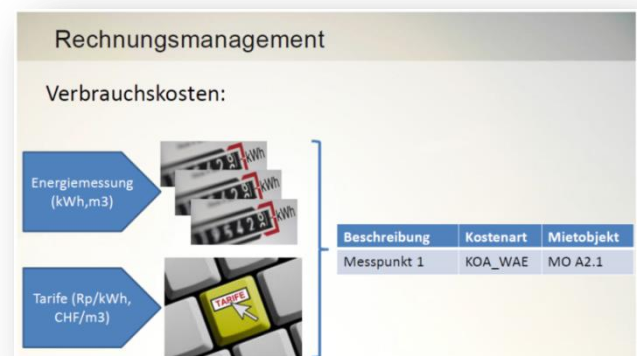 Rechnungsmanagement
Verbrauchskosten:
Energiemessung
(kWh,m3)
kWh
kWh
kWh
Tarife (Rp/kWh,
CHF/m3)
TARIFE
Beschreibung Kostenart Mietobjekt
Messpunkt 1 KOA_WAE MO A2.1